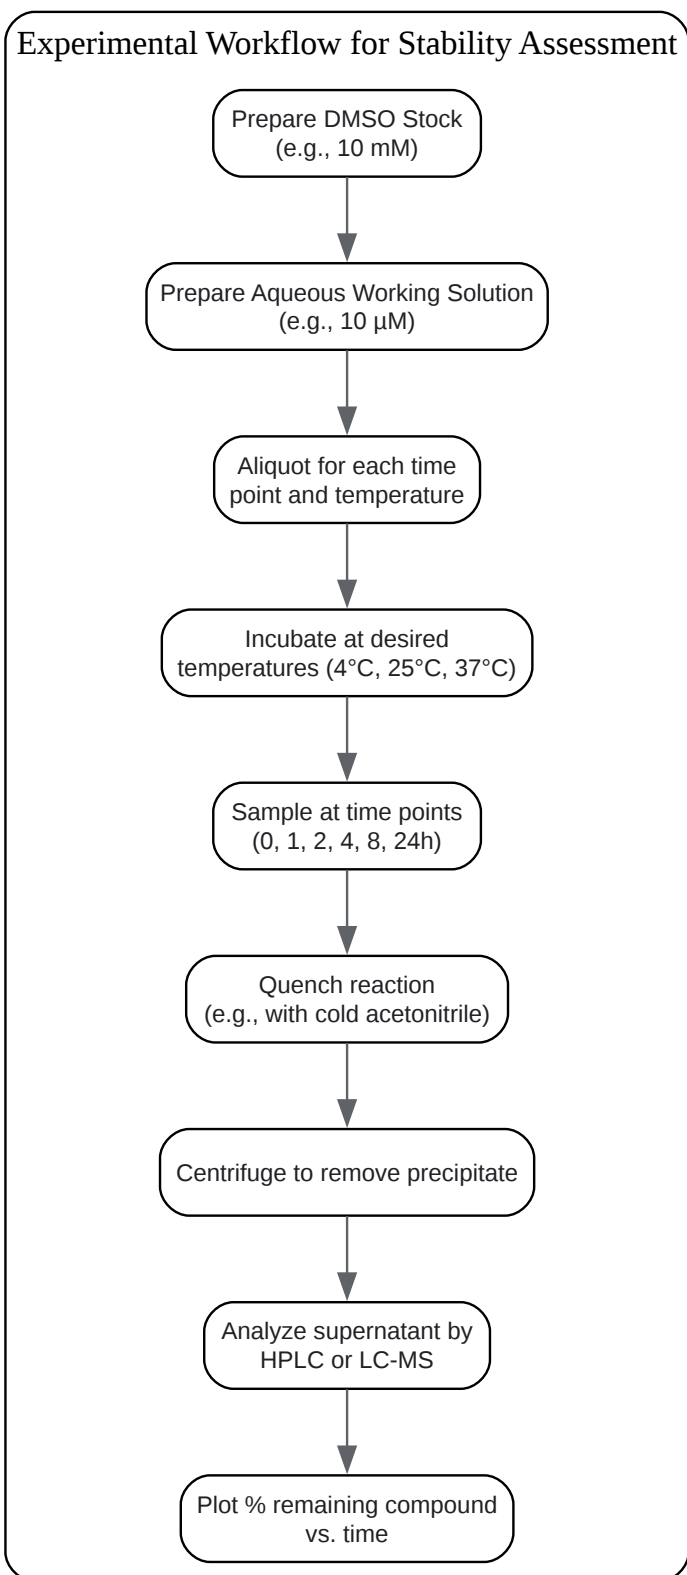 Experimental Workflow for Stability Assessment
Prepare DMSO Stock
(e.g., 10 mM)
Prepare Aqueous Working Solution
(e.g., 10 µM)
Aliquot for each time
point and temperature
Incubate at desired
temperatures (4°C, 25°C, 37°C)
Sample at time points
(0, 1, 2, 4, 8, 24h)
Quench reaction
(e.g., with cold acetonitrile)
Centrifuge to remove precipitate
Analyze supernatant by
HPLC or LC-MS
Plot % remaining compound
vs. time